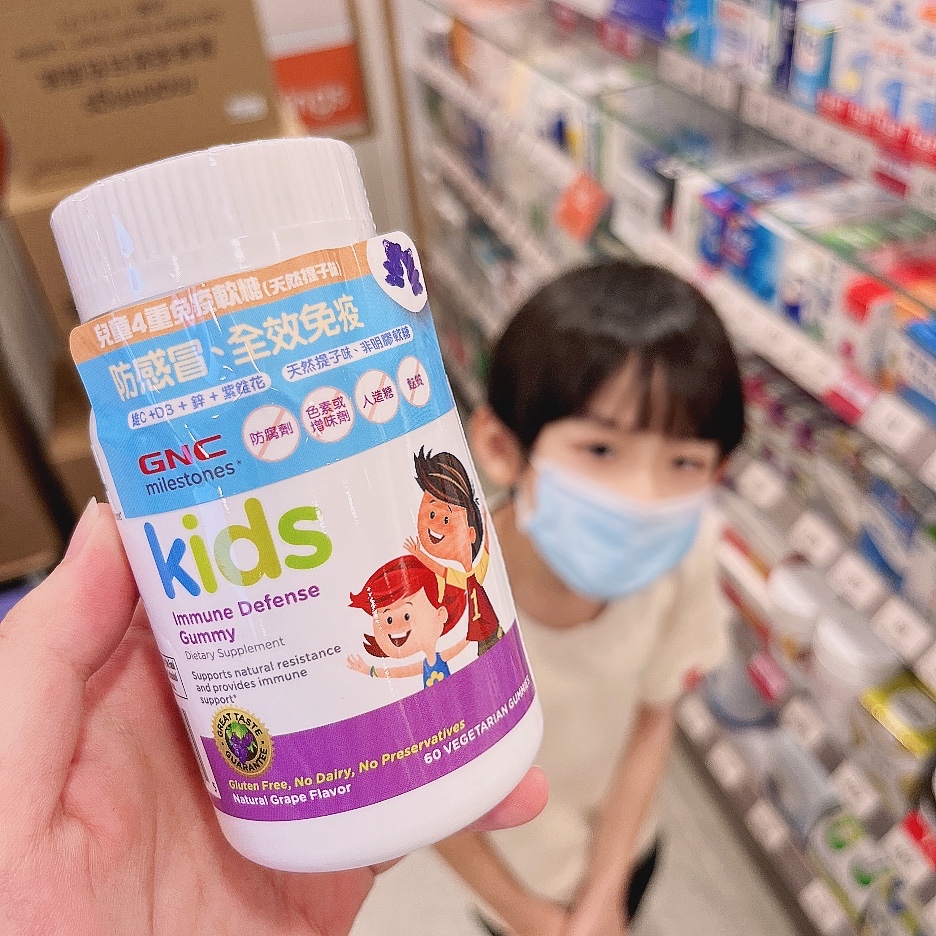 兒童4重免疫軟糖(天然提子味)
防感冒、全效免疫
維C+D3 + 鋅 + 紫錐花
天然提子味、非明膠軟糖
防腐劑
色素或
增味劑
人造糖
麩質
GNC
milestones®
kids
Immune Defense
Gummy
Dietary Supplement
Supports natural resistance
and provides immune
support*
1
GREAT TASTE
GUARANTEE
Gluten Free, No Dairy, No Preservatives
60 VEGETARIAN GUMMIES
Natural Grape Flavor